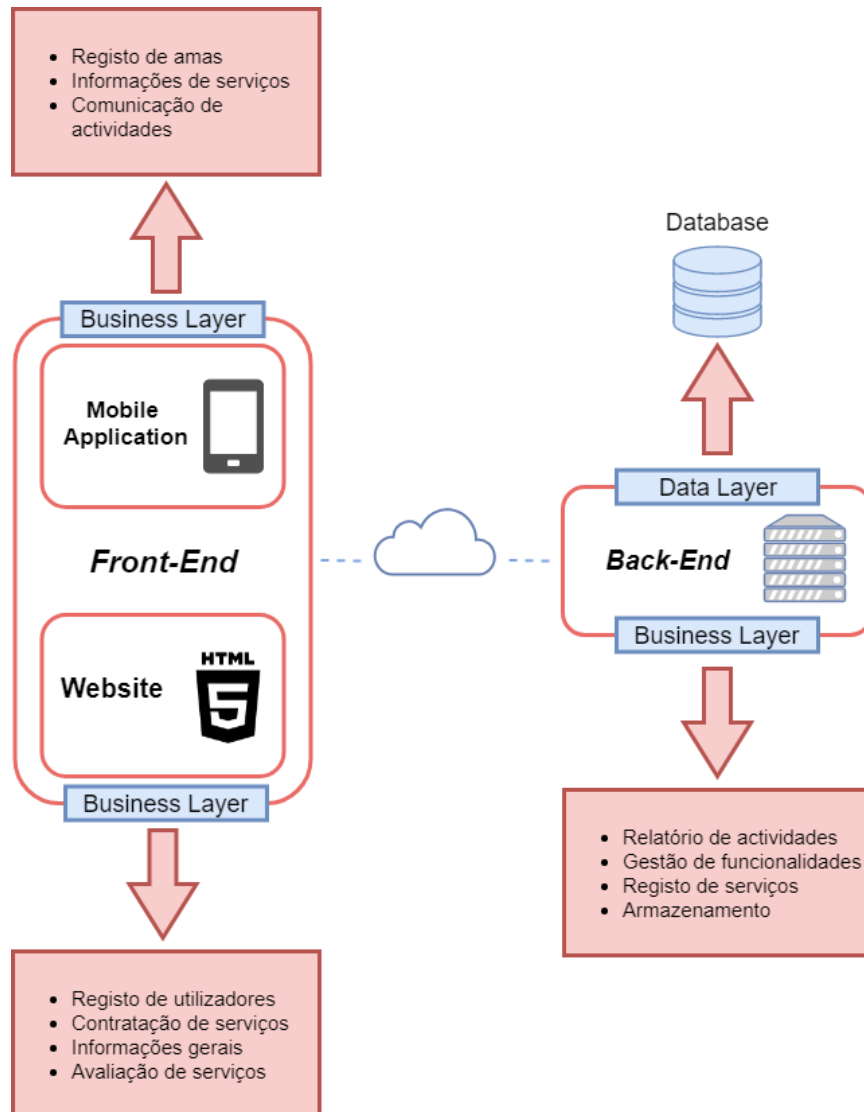 • Registo de amas
• Informações de serviços
• Comunicação de
actividades
Database
Business Layer
Mobile
Application
Data Layer
Front-End
Back-End
Business Layer
Website
HTML
5
Business Layer
• Relatório de actividades
• Gestão de funcionalidades
• Registo de serviços
• Armazenamento
• Registo de utilizadores
• Contratação de serviços
• Informações gerais
• Avaliação de serviços